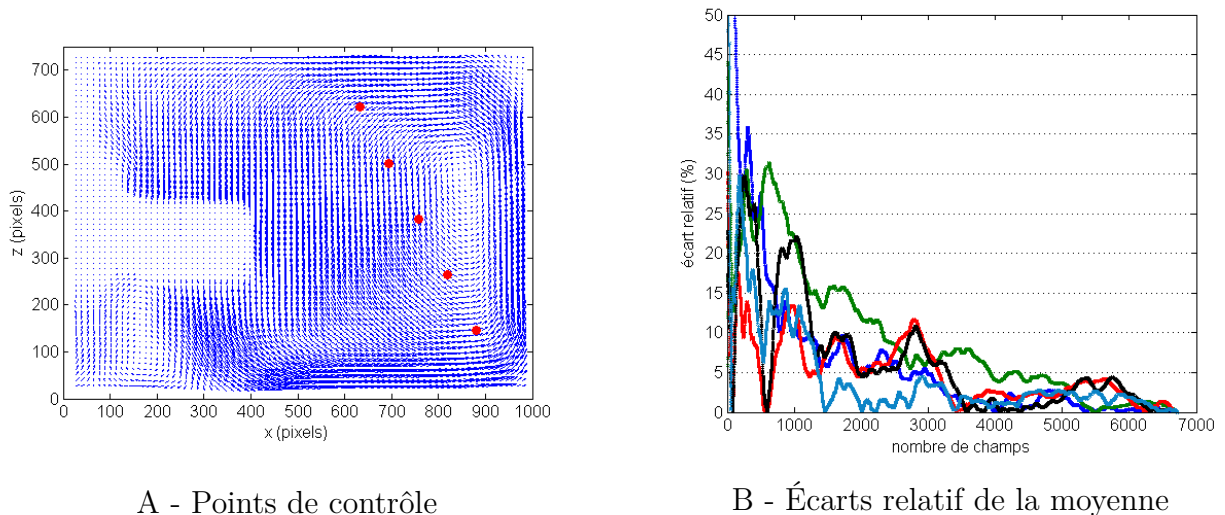 700
600
500
400
300
200
100
0
z (pixels)
0 100 200 300 400 500 600 700 800 900 1000
x (pixels)
A - Points de contrôle
50
45
40
35
30
25
20
15
10
5
0
écart relatif (%)
0 1000 2000 3000 4000 5000 6000 7000
nombre de champs
B - Écarts relatif de la moyenne